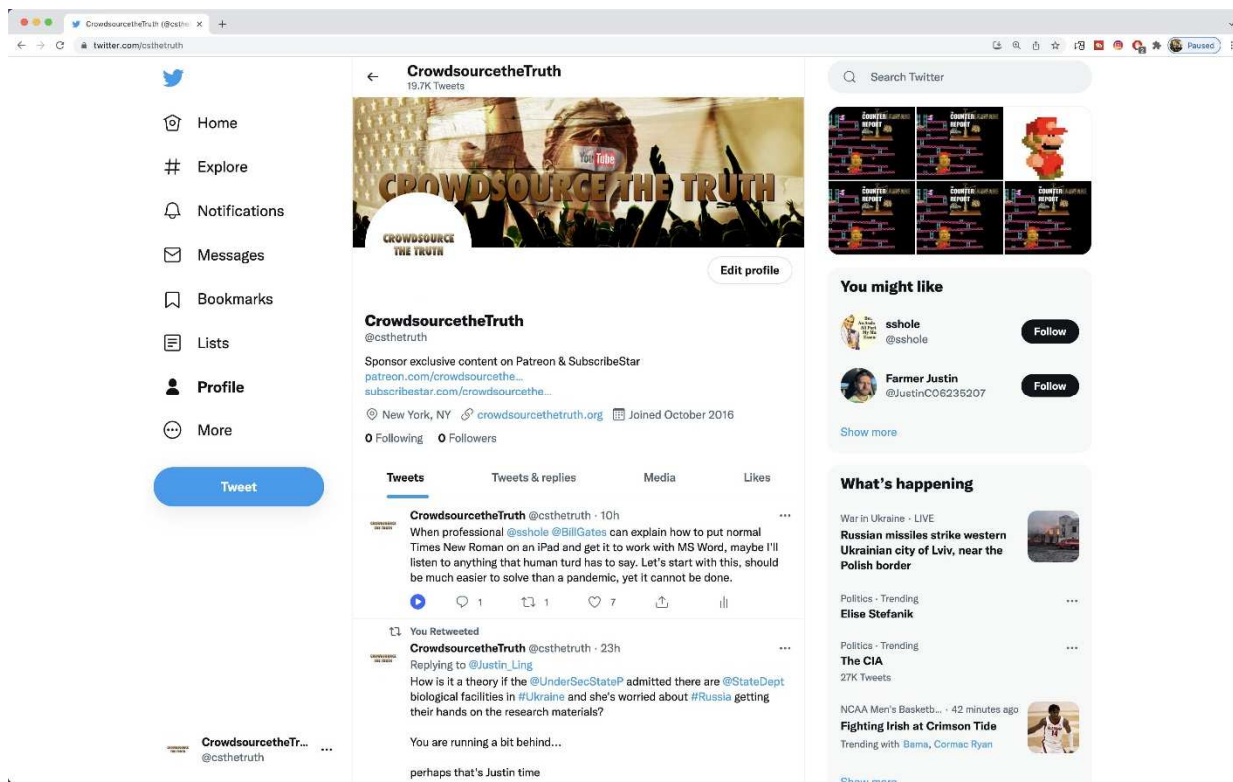 CrowdsourcetheTruth (@csthe
twitter.com/csthetruth
Paused
Home
Explore
Notifications
Messages
Bookmarks
Lists
Profile
More
Tweet
CrowdsourcetheTr...
@csthetruth
CrowdsourcetheTruth
19.7K Tweets
YouTube
CROWDSOURCE THE TRUTH
CROWDSOURCE
THE TRUTH
Edit profile
CrowdsourcetheTruth
@csthetruth
Sponsor exclusive content on Patreon & SubscribeStar
patreon.com/crowdsourcethe...
subscribestar.com/crowdsourcethe...
New York, NY crowdsourcethetruth.org Joined October 2016
0 Following 0 Followers
Tweets Tweets & replies Media Likes
CrowdsourcetheTruth @csthetruth · 10h
When professional @sshole @BillGates can explain how to put normal
Times New Roman on an iPad and get it to work with MS Word, maybe I'll
listen to anything that human turd has to say. Let's start with this, should
be much easier to solve than a pandemic, yet it cannot be done.
1 1 7
You Retweeted
CrowdsourcetheTruth @csthetruth · 23h
Replying to @Justin_Ling
How is it a theory if the @UnderSecStateP admitted there are @StateDept
biological facilities in #Ukraine and she's worried about #Russia getting
their hands on the research materials?
You are running a bit behind...
perhaps that's Justin time
Search Twitter
COUNTER
REPORT
COUNTER
REPORT
COUNTER
REPORT
COUNTER
REPORT
COUNTER
REPORT
You might like
sshole
@sshole
Follow
Farmer Justin
@JustinC06235207
Follow
Show more
What's happening
War in Ukraine · LIVE
Russian missiles strike western
Ukrainian city of Lviv, near the
Polish border
Politics · Trending
Elise Stefanik
Politics · Trending
The CIA
27K Tweets
NCAA Men's Basketb... · 42 minutes ago
Fighting Irish at Crimson Tide
Trending with Bama, Cormac Ryan
Show more